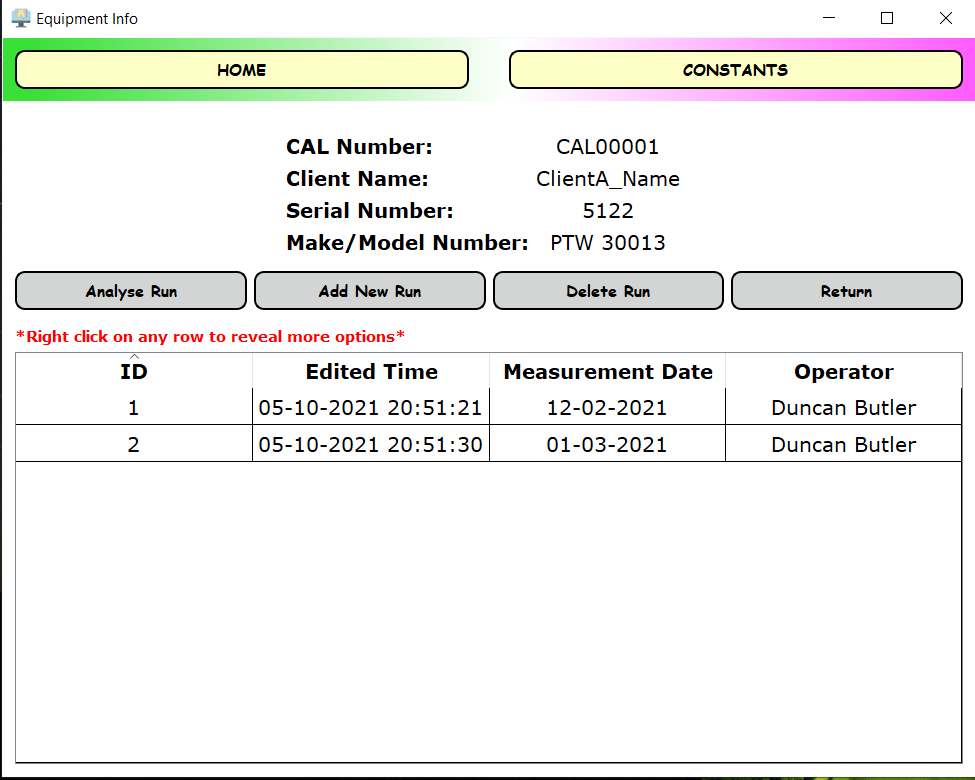 Equipment Info
HOME CONSTANTS
CAL Number: CAL00001
Client Name: ClientA_Name
Serial Number: 5122
Make/Model Number: PTW 30013
Analyse Run Add New Run Delete Run Return
*Right click on any row to reveal more options*
ID Edited Time Measurement Date Operator
1 05-10-2021 20:51:21 12-02-2021 Duncan Butler
2 05-10-2021 20:51:30 01-03-2021 Duncan Butler